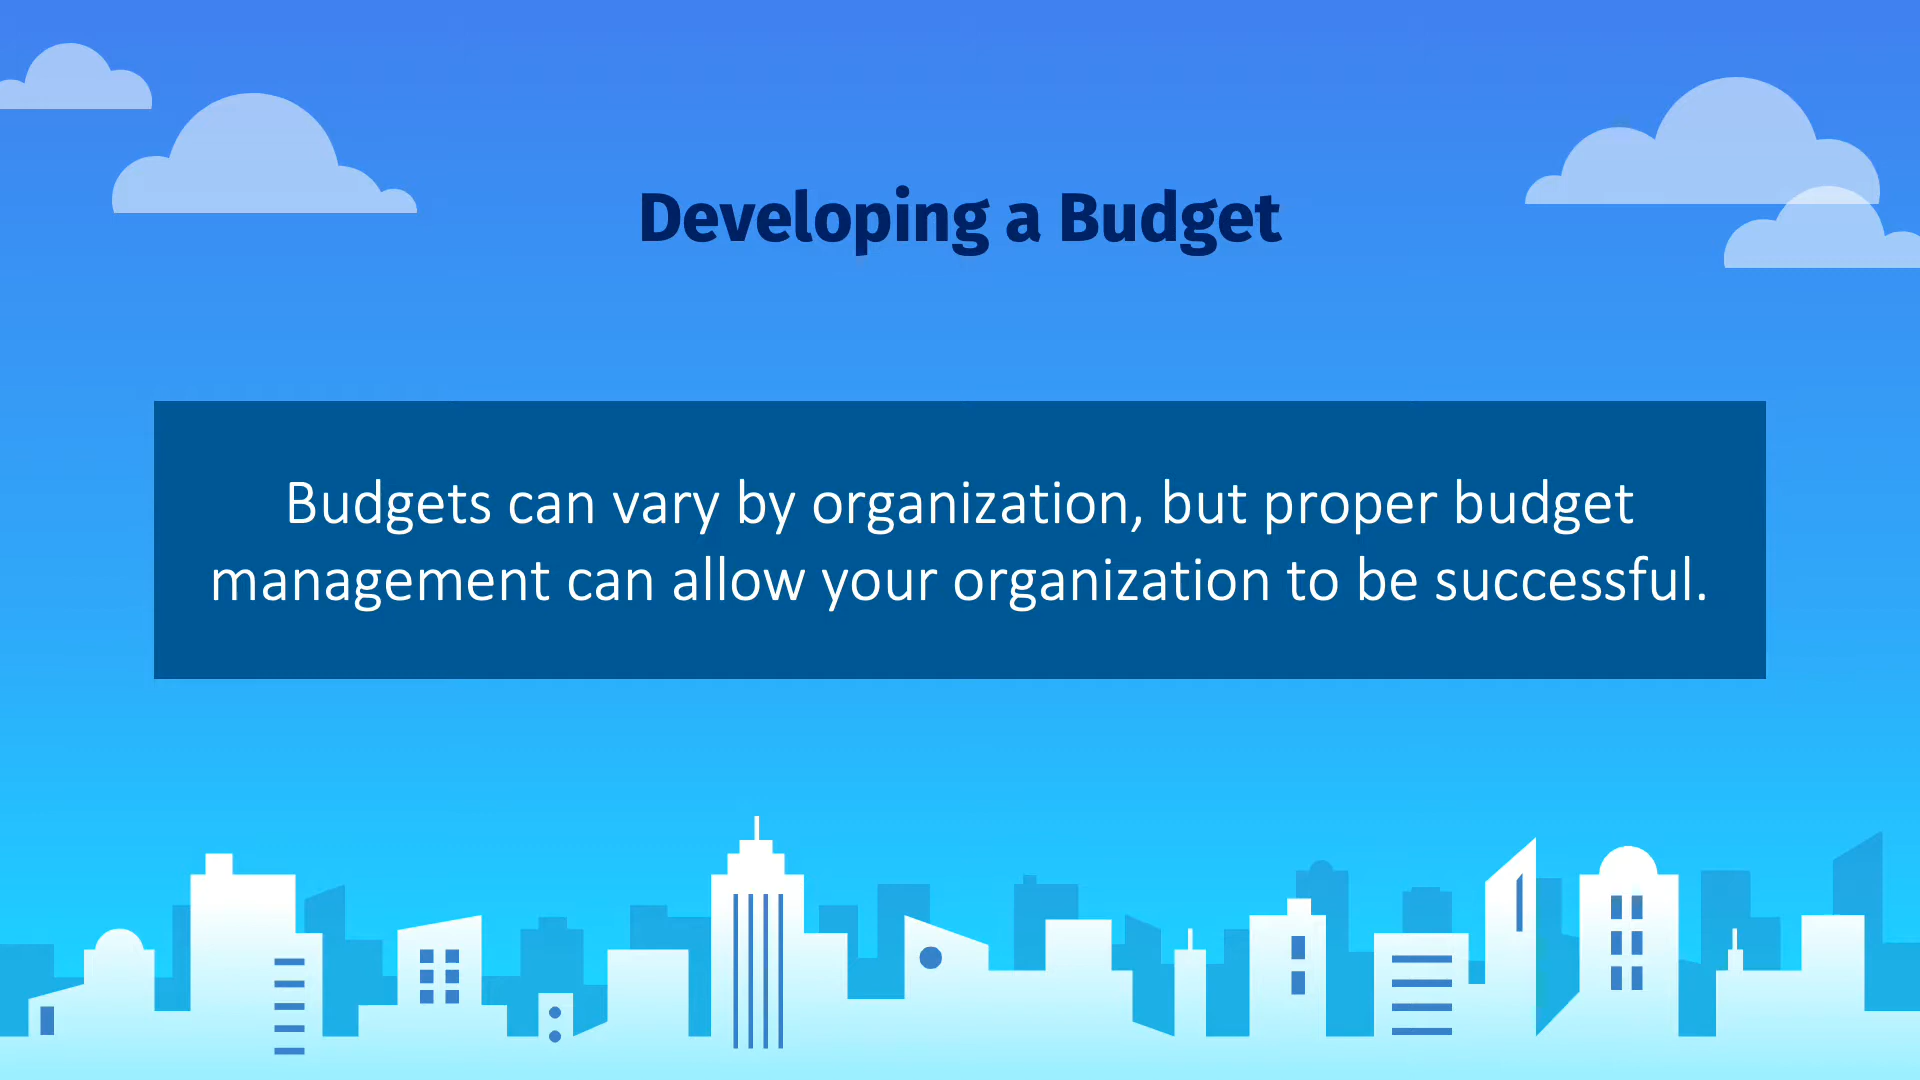 Developing a Budget
Budgets can vary by organization, but proper budget
management can allow your organization to be successful.